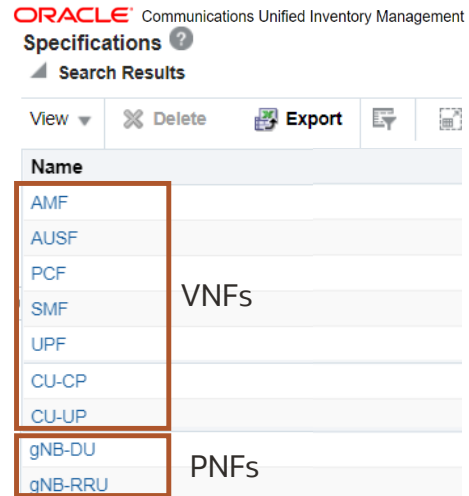 ORACLE Communications Unified Inventory Management
Specifications ?
Search Results
View Delete Export
Name
AMF
AUSF
PCF
SMF
UPF
CU-CP
CU-UP
VNFs
gNB-DU
gNB-RRU
PNFs